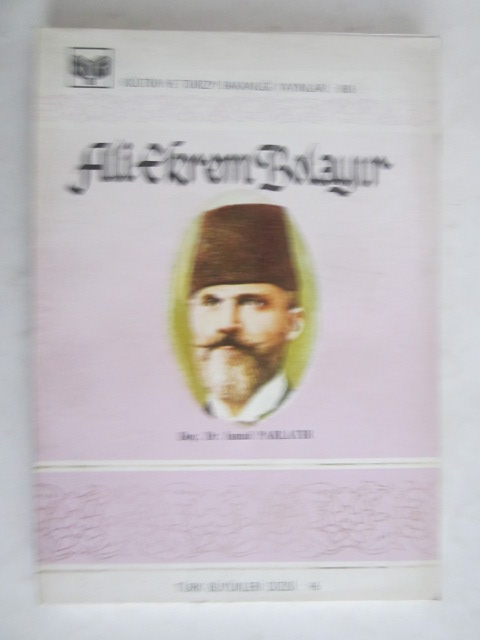 KÜLTÜR VE TURİZM BAKANLIĞI YAYINLARI
Ali Ekrem Bolayır
Doç. Dr. İsmail PARLATIR
TÜRK BÜYÜKLERİ DİZİSİ